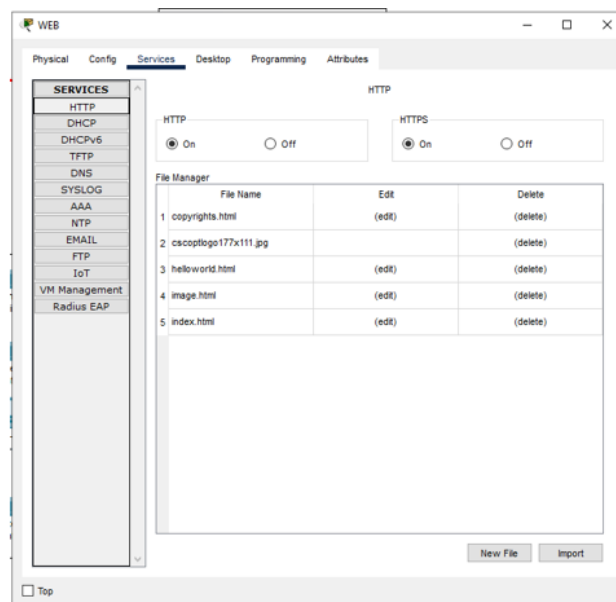 WEB
Physical Config Services Desktop Programming Attributes
SERVICES
HTTP
DHCP
DHCPv6
TFTP
DNS
SYSLOG
AAA
NTP
EMAIL
FTP
IoT
VM Management
Radius EAP
HTTP
HTTP
On Off
HTTPS
On Off
File Manager
File Name Edit Delete
1 copyrights.html (edit) (delete)
2 cscoptlogo177x111.jpg (delete)
3 helloworld.html (edit) (delete)
4 image.html (edit) (delete)
5 index.html (edit) (delete)
New File Import
Top